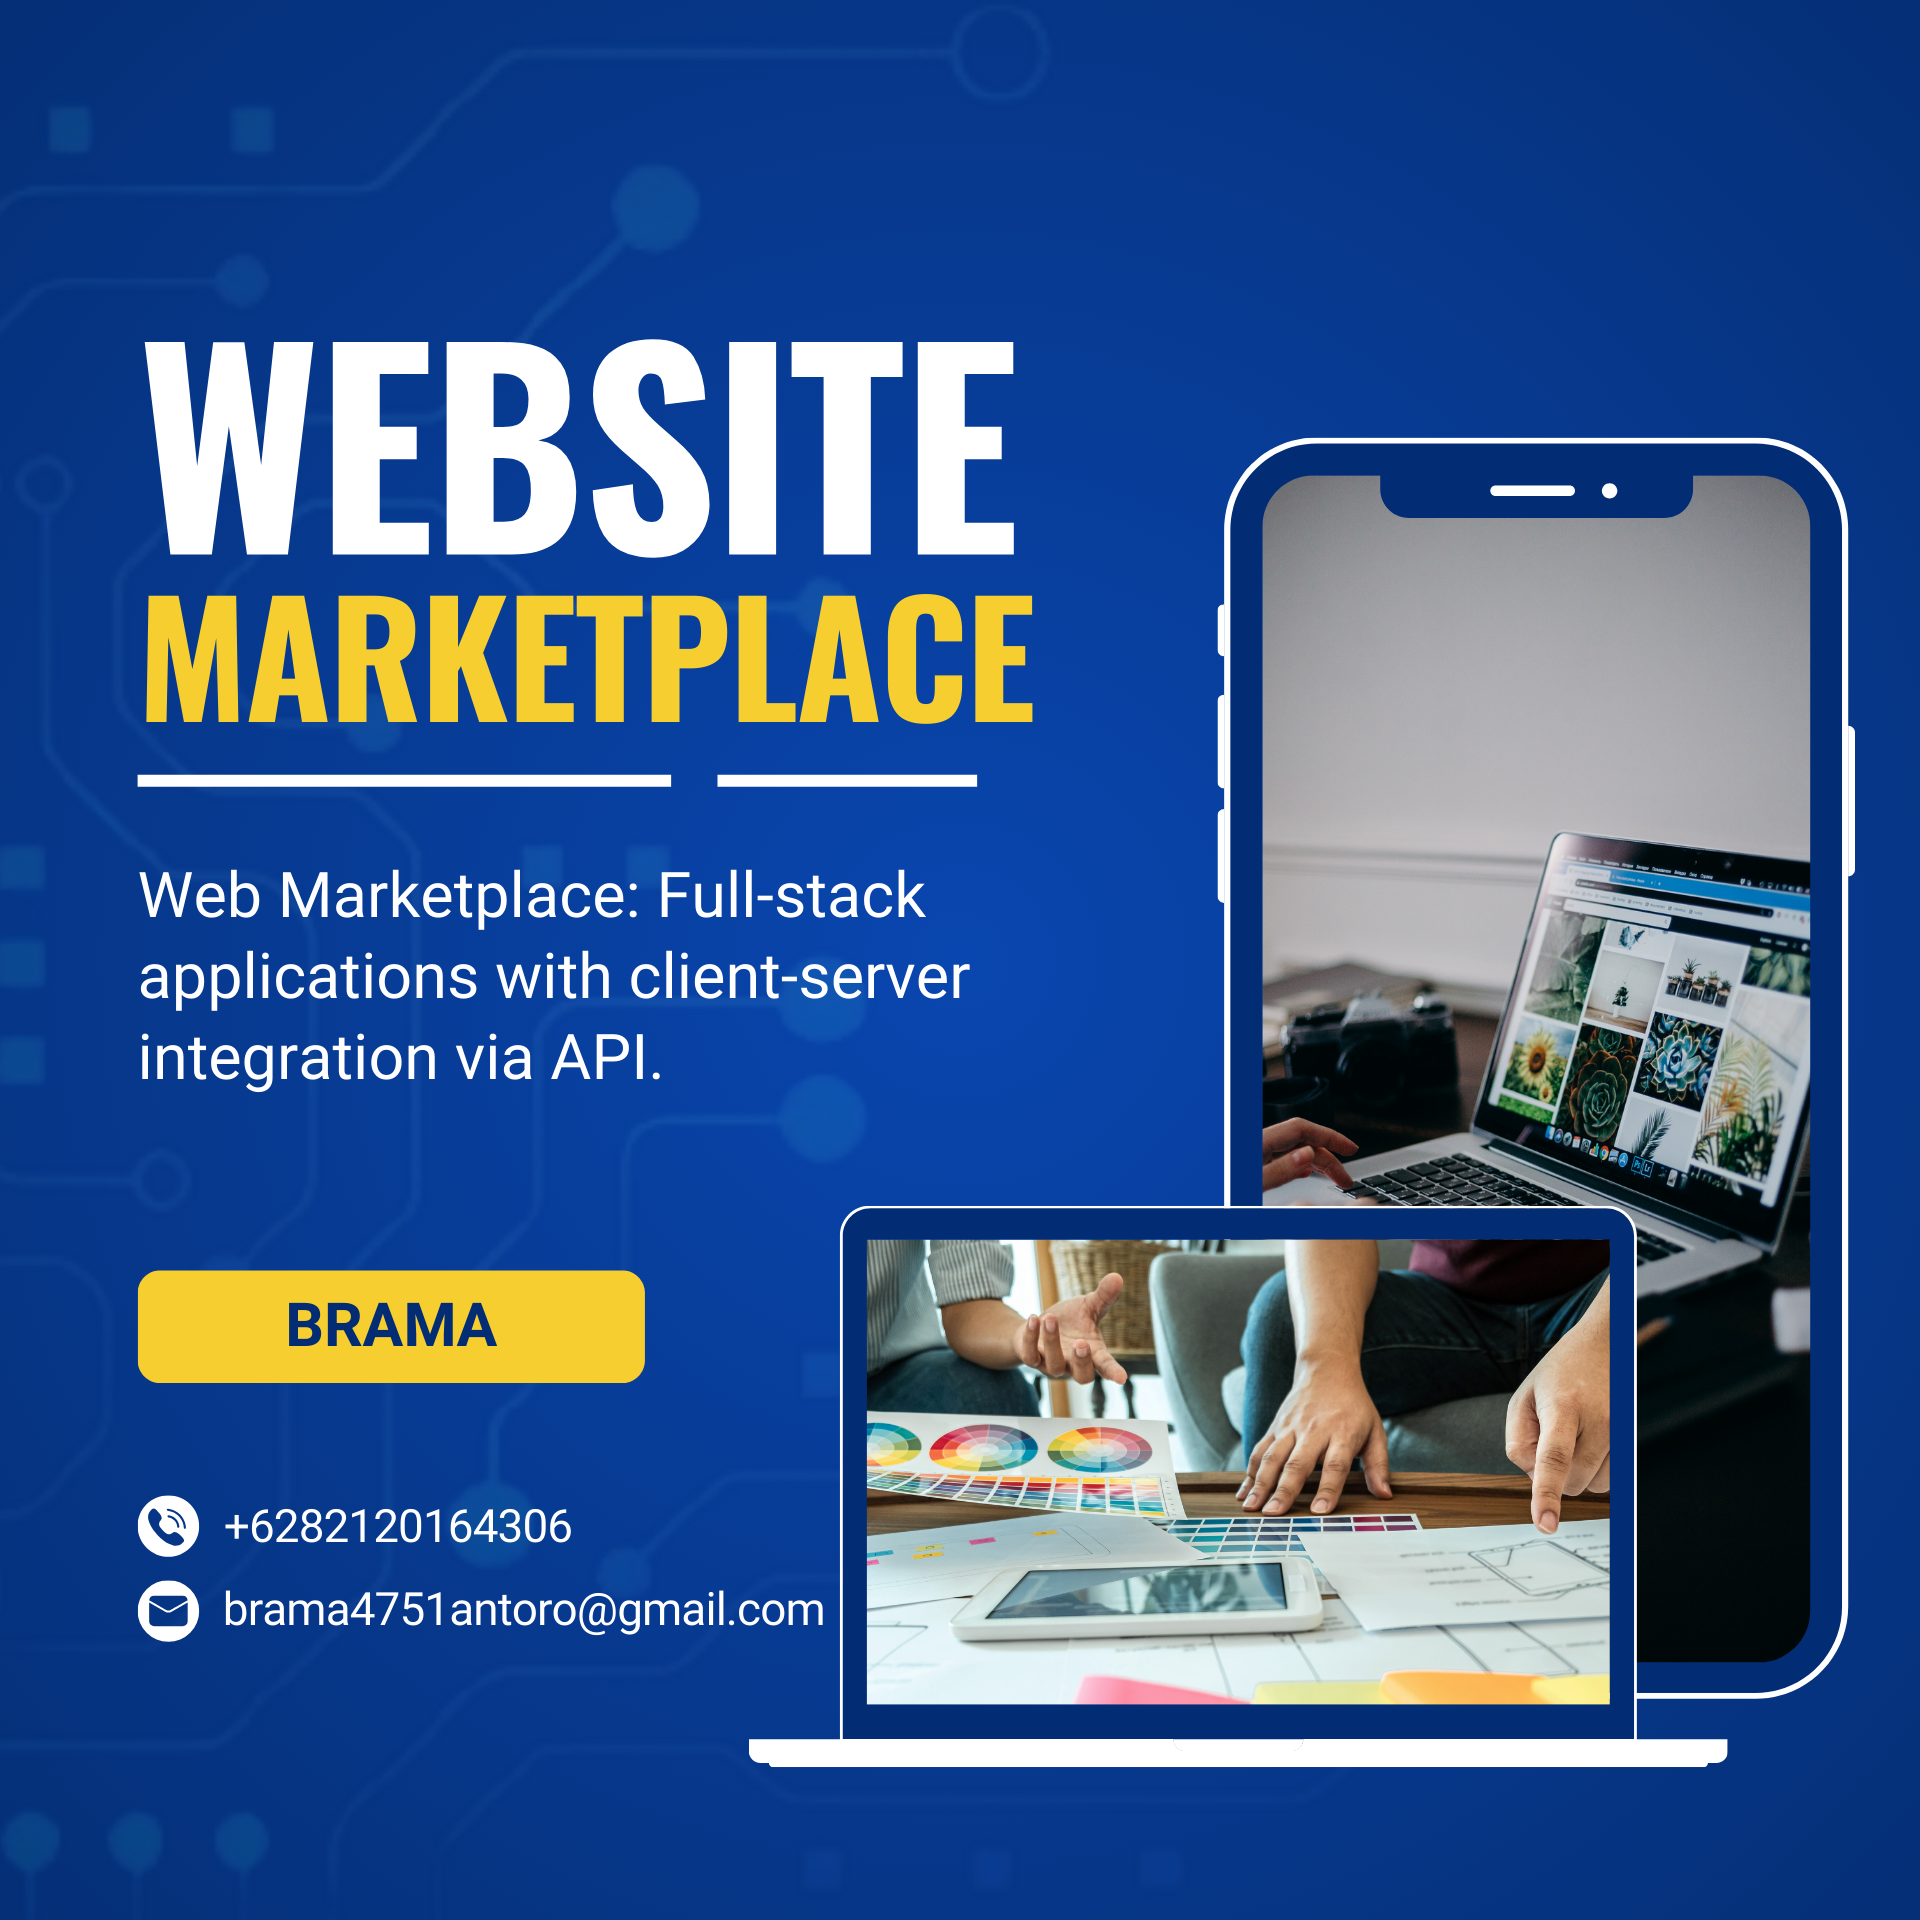 WEBSITE
MARKETPLACE
Web Marketplace: Full-stack
applications with client-server
integration via API.
BRAMA
+6282120164306
brama4751antoro@gmail.com